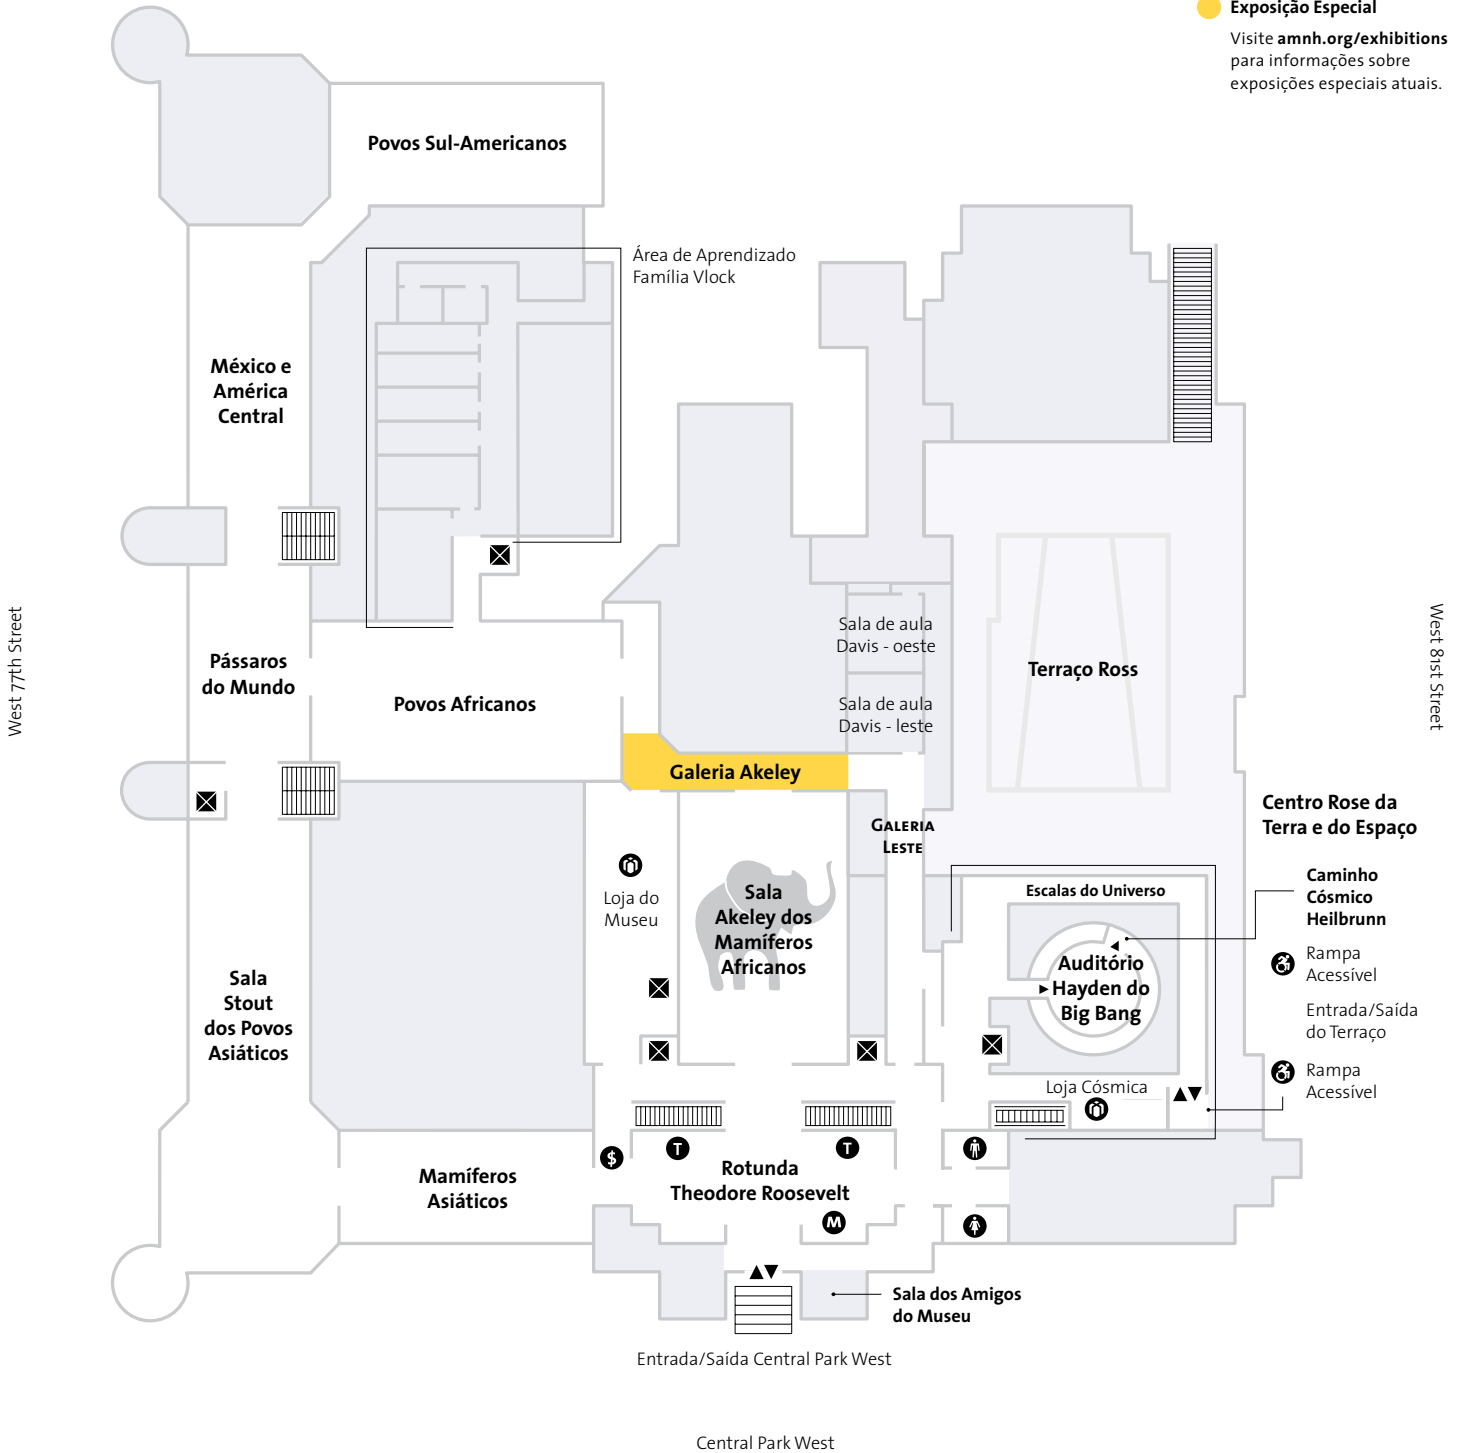 Exposição Especial
Visite amnh.org/exhibitions
para informações sobre
exposições especiais atuais.
Povos Sul-Americanos
Área de Aprendizado
Família Vlock
México e
América
Central
West 77th Street
West 81st Street
Pássaros
do Mundo
Povos Africanos
Sala de aula
Davis - oeste
Sala de aula
Davis - leste
Terraço Ross
Galeria Akeley
Galeria
Leste
Centro Rose da
Terra e do Espaço
Caminho
Cósmico
Heilbrunn
Escalas do Universo
Loja do
Museu
Sala
Akeley dos
Mamíferos
Africanos
Auditório
Hayden do
Big Bang
Rampa
Acessível
Entrada/Saída
do Terraço
Rampa
Acessível
Sala
Stout
dos Povos
Asiáticos
Loja Cósmica
$
T
T
Rotunda
Theodore Roosevelt
Mamíferos
Asiáticos
M
Sala dos Amigos
do Museu
Entrada/Saída Central Park West
Central Park West